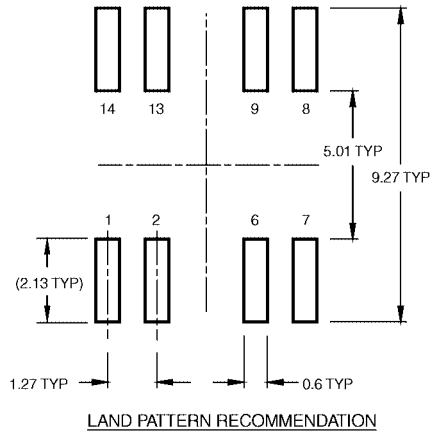 14 13 9 8
5.01 TYP
9.27 TYP
1 2 6 7
(2.13 TYP)
1.27 TYP 0.6 TYP
LAND PATTERN RECOMMENDATION